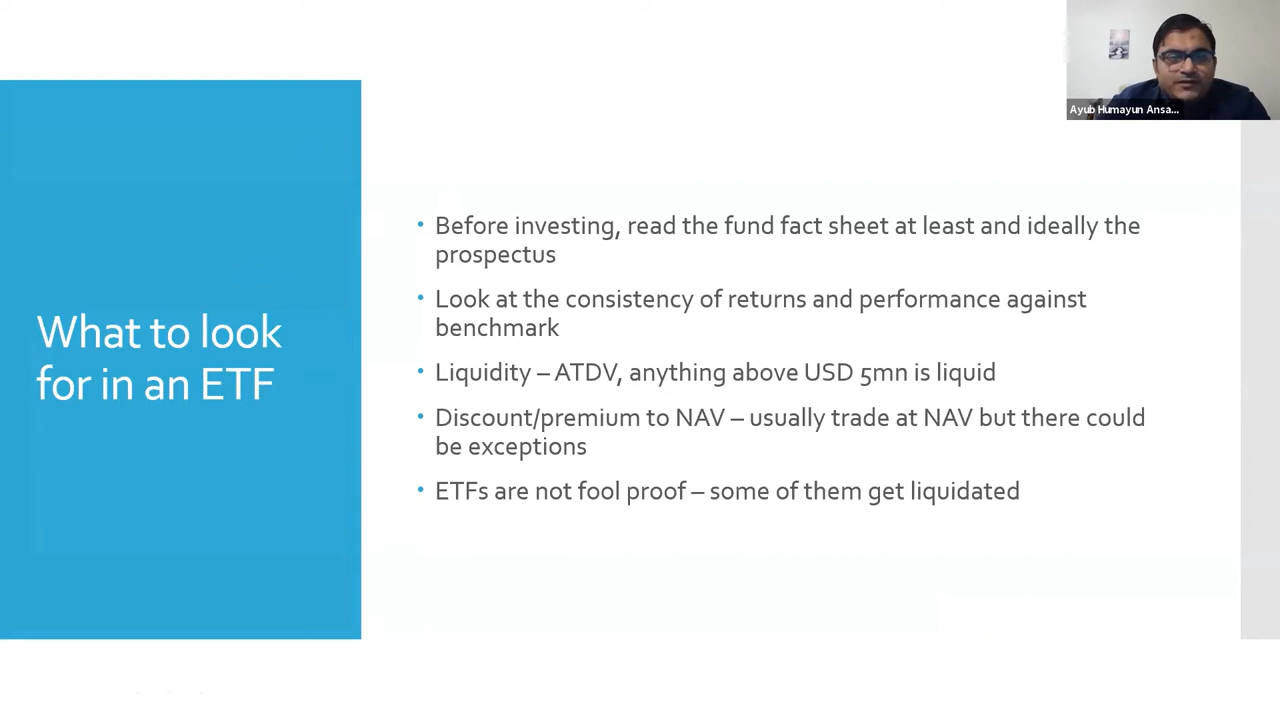 Ayub Humayun Ansa...
What to look
for in an ETF
• Before investing, read the fund fact sheet at least and ideally the
prospectus
• Look at the consistency of returns and performance against
benchmark
• Liquidity – ATDV, anything above USD 5mn is liquid
• Discount/premium to NAV – usually trade at NAV but there could
be exceptions
• ETFs are not fool proof – some of them get liquidated